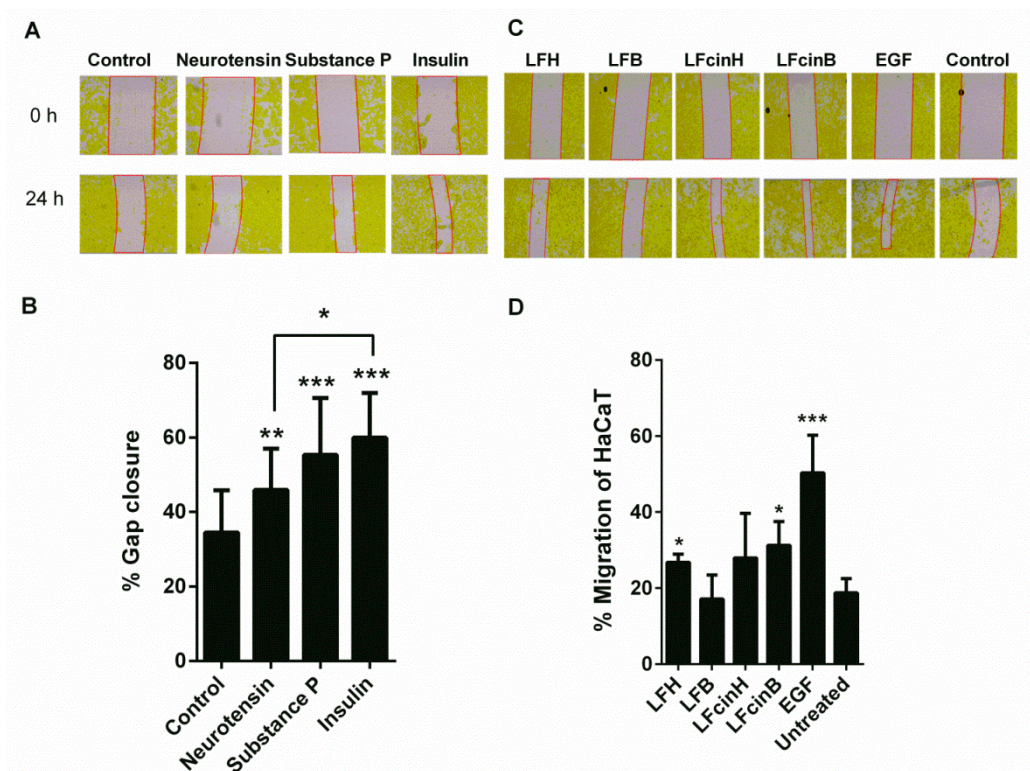 A
Control Neurotensin Substance P Insulin
0 h
24 h
C
LFH LFB LFcinH LFcinB EGF Control
B
% Gap closure
80
60
40
20
0
*
**
***
***
Control
Neurotensin
Substance P
Insulin
D
% Migration of HaCaT
80
60
40
20
0
*
*
***
LFH
LFB
LFcinH
LFcinB
EGF
Untreated